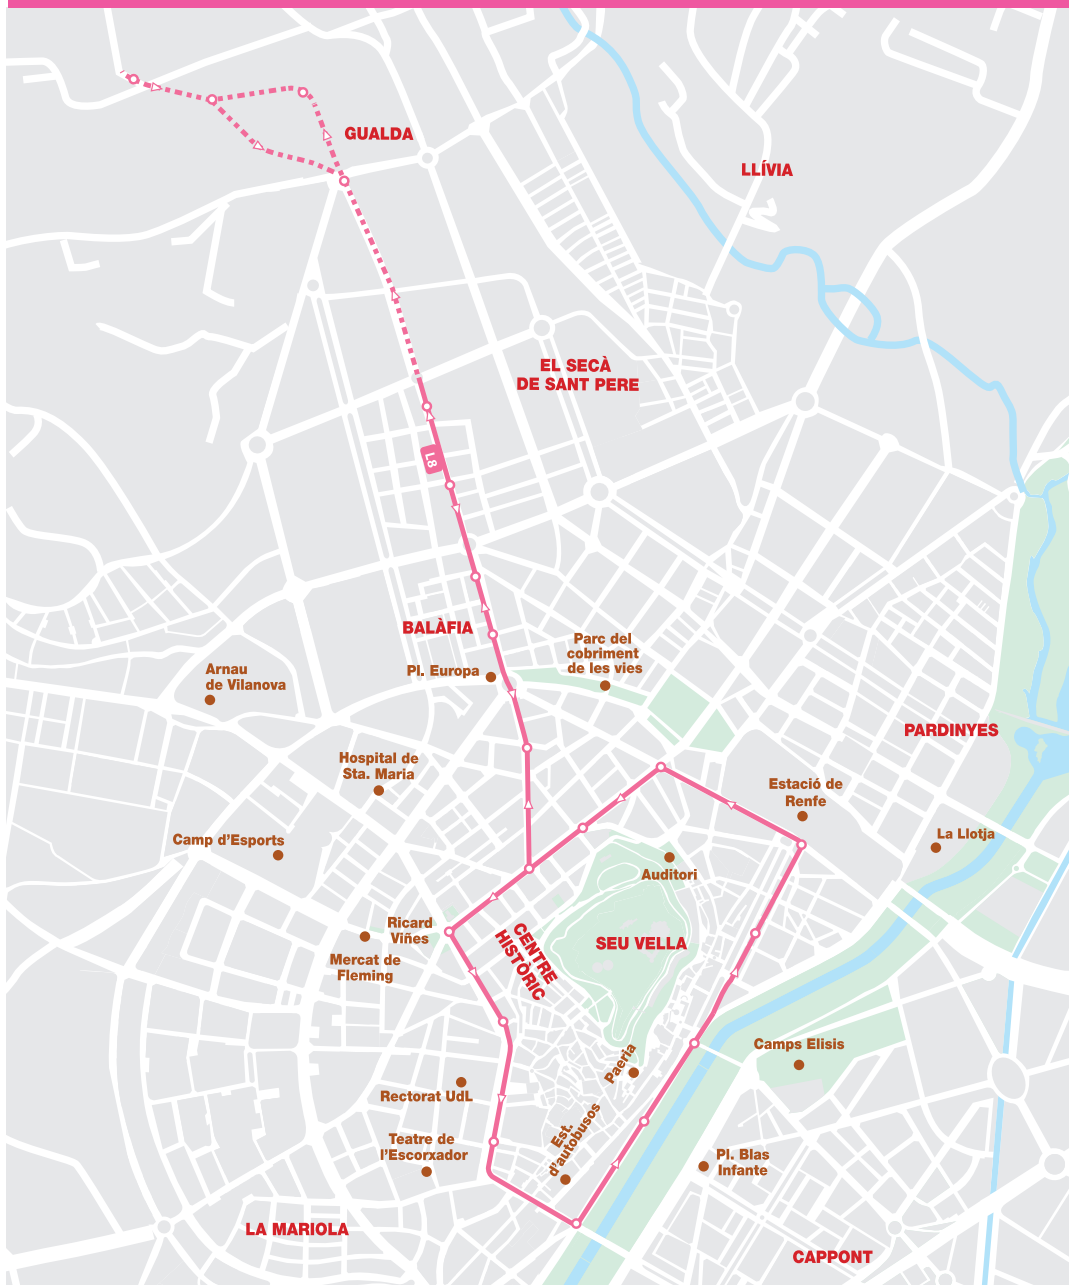 GUALDA
LLÍVIA
EL SECÀ
DE SANT PERE
L8
BALÀFIA
Parc del
cobriment
de les vies
Pl. Europa
Arnau
de Vilanova
PARDINYES
Hospital de
Sta. Maria
Estació de
Renfe
Camp d'Esports
La Llotja
Auditori
Ricard
Viñes
CENTRE
HISTÒRIC
SEU VELLA
Mercat de
Fleming
Camps Elisis
Paeria
Rectorat UdL
Est.
d'autobusos
Teatre de
l'Escorxador
Pl. Blas
Infante
LA MARIOLA
CAPPONT